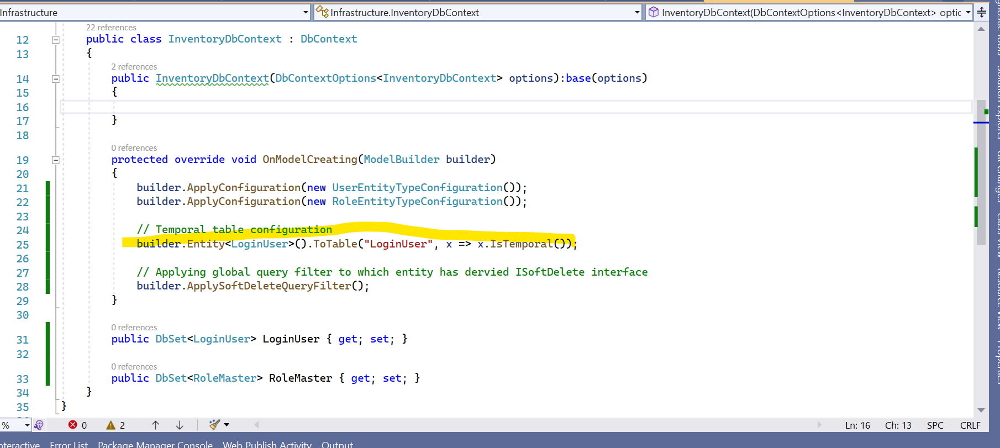 Infrastructure Infrastructure.InventoryDbContext InventoryDbContext(DbContextOptions<InventoryDbContext> optic
22 references
12 public class InventoryDbContext : DbContext
13 {
2 references
14 public InventoryDbContext(DbContextOptions<InventoryDbContext> options):base(options)
15 {
16
17 }
18
0 references
19 protected override void OnModelCreating(ModelBuilder builder)
20 {
21 builder.ApplyConfiguration(new UserEntityTypeConfiguration());
22 builder.ApplyConfiguration(new RoleEntityTypeConfiguration());
23
24 // Temporal table configuration
25 builder.Entity<LoginUser>().ToTable("LoginUser", x => x.IsTemporal());
26
27 // Applying global query filter to which entity has dervied ISoftDelete interface
28 builder.ApplySoftDeleteQueryFilter();
29 }
30
0 references
31 public DbSet<LoginUser> LoginUser { get; set; }
32
0 references
33 public DbSet<RoleMaster> RoleMaster { get; set; }
34 }
35 }
% 0 2 Ln: 16 Ch: 13 SPC CRLF
nteractive Error List Package Manager Console Web Publish Activity Output